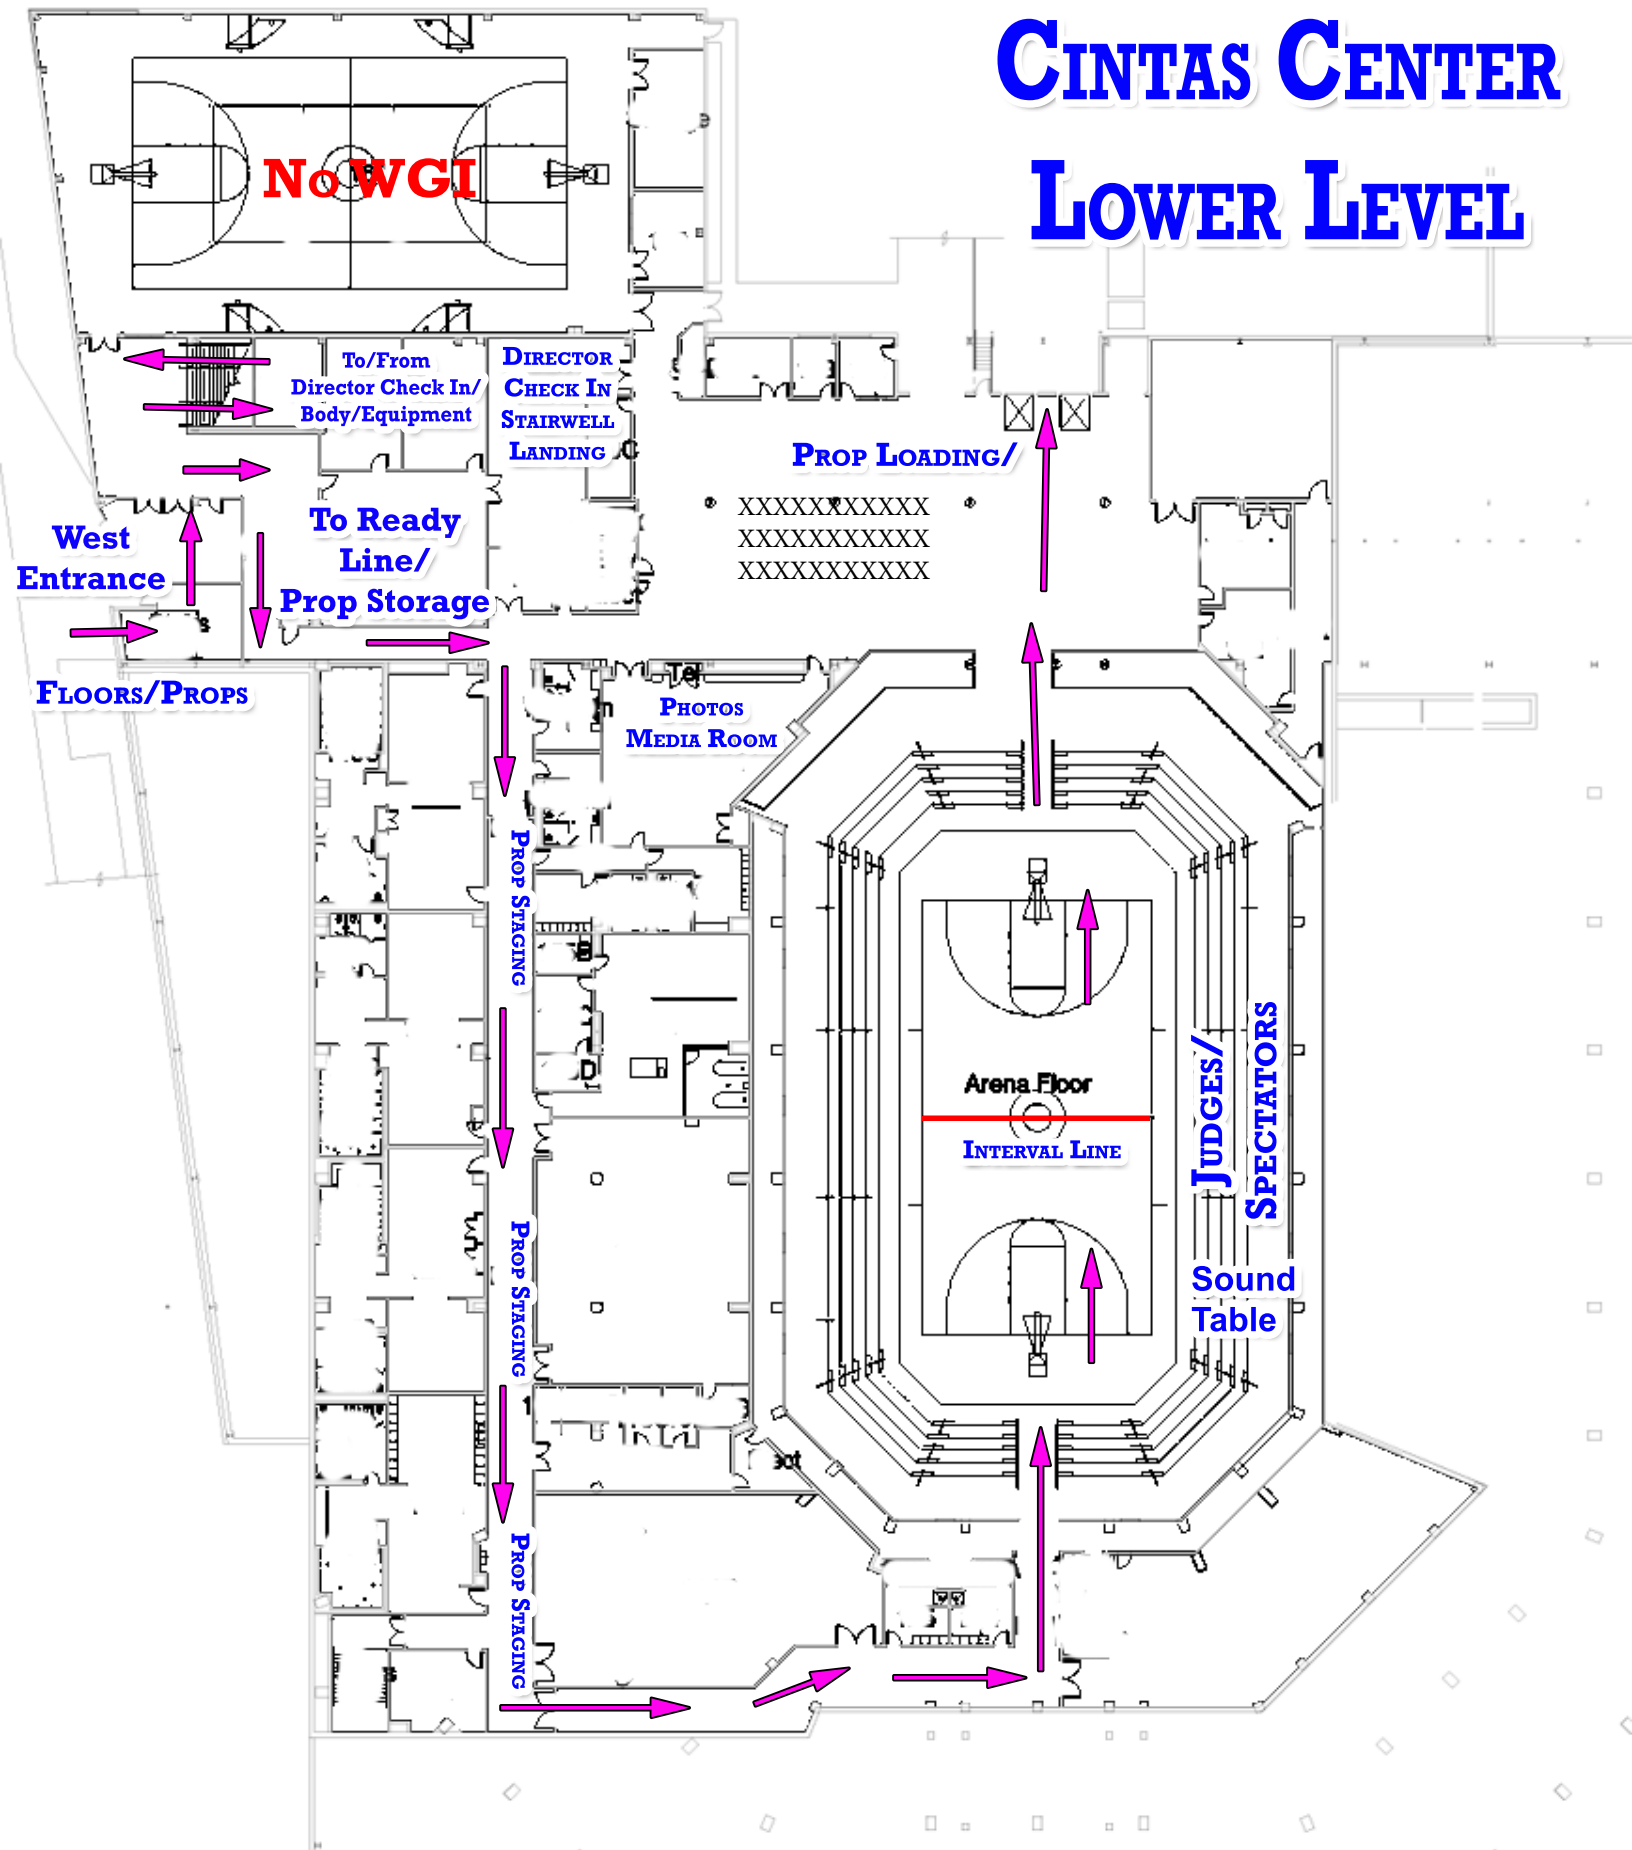 Cintas Center
Lower Level
No WGI
To/From
Director Check In/
Body/Equipment
Director
Check In
Stairwell
Landing
Prop Loading/
XXXXXXXXXXX
XXXXXXXXXXX
XXXXXXXXXXX
West
Entrance
To Ready
Line/
Prop Storage
Floors/Props
Tel
Photos
Media Room
Prop Staging
Prop Staging
Prop Staging
Arena Floor
Interval Line
Judges/
Spectators
Sound
Table